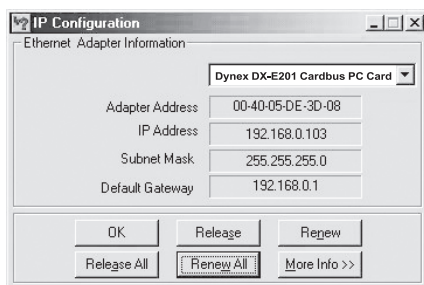 IP Configuration
Ethernet Adapter Information
Dynex DX-E201 Cardbus PC Card
Adapter Address 00-40-05-DE-3D-08
IP Address 192.168.0.103
Subnet Mask 255.255.255.0
Default Gateway 192.168.0.1
OK Release Renew
Release All Renew All More Info >>